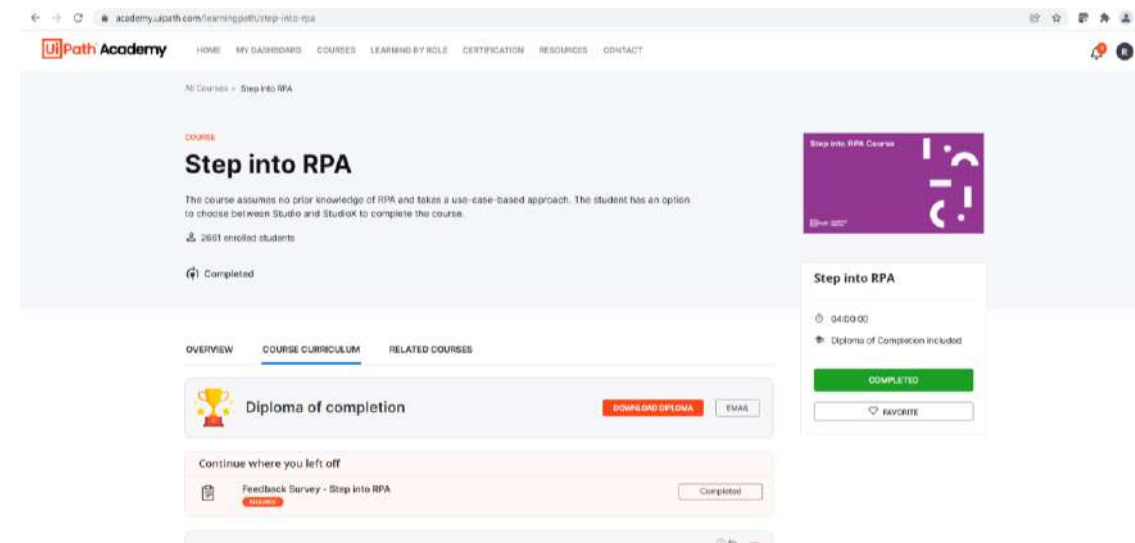 academy.uipath.com/learningpath/step-into-rpa
UiPath Academy
HOME MY DASHBOARD COURSES LEARNING BY ROLE CERTIFICATION RESOURCES CONTACT
R
All Courses > Step into RPA
COURSE
Step into RPA
The course assumes no prior knowledge of RPA and takes a use-case-based approach. The student has an option
to choose between Studio and StudioX to complete the course.
2661 enrolled students
Completed
Step into RPA Course
Step into RPA
04:00:00
Diploma of Completion included
COMPLETED
FAVORITE
OVERVIEW COURSE CURRICULUM RELATED COURSES
Diploma of completion
DOWNLOAD DIPLOMA EMAIL
Continue where you left off
Feedback Survey - Step into RPA
Completed